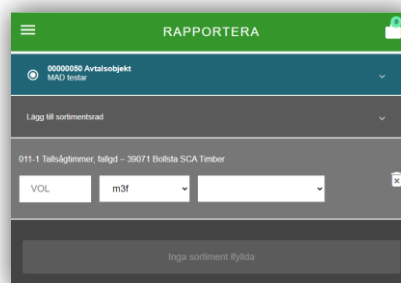 RAPPORTERA
00000050 Avtalsobjekt
MAD testar
Lägg till sortimentsrad
011-1 Tallsågtimmer, fallgd – 39071 Bollsta SCA Timber
VOL m3f
Inga sortiment ifyllda